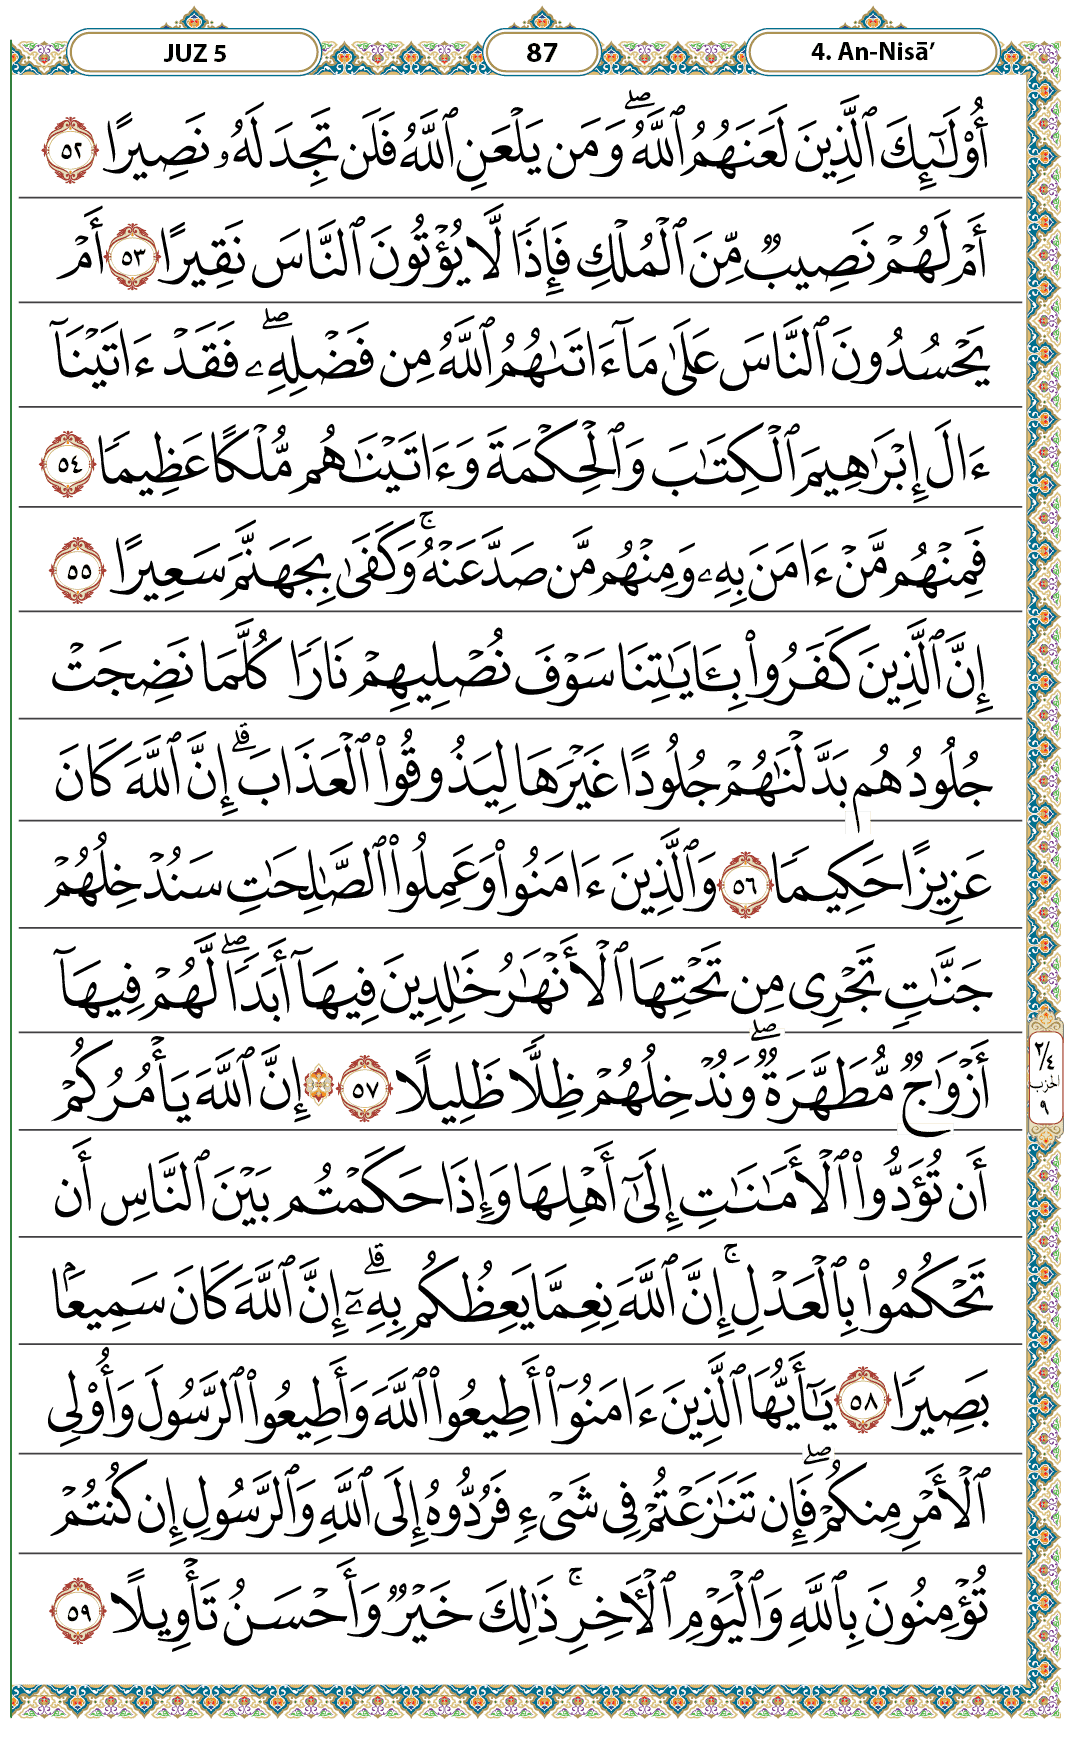 JUZ 5 87 4. An-Nisā’
أُو۟لَـٰٓئِكَ ٱلَّذِينَ لَعَنَهُمُ ٱللَّهُ ۖ وَمَن يَلْعَنِ ٱللَّهُ فَلَن تَجِدَ لَهُۥ نَصِيرًا ٥٢
أَمْ لَهُمْ نَصِيبٌ مِّنَ ٱلْمُلْكِ فَإِذًا لَّا يُؤْتُونَ ٱلنَّاسَ نَقِيرًا ٥٣ أَمْ
يَحْسُدُونَ ٱلنَّاسَ عَلَىٰ مَآ ءَاتَىٰهُمُ ٱللَّهُ مِن فَضْلِهِۦ ۖ فَقَدْ ءَاتَيْنَآ
ءَالَ إِبْرَٰهِيمَ ٱلْكِتَـٰبَ وَٱلْحِكْمَةَ وَءَاتَيْنَـٰهُم مُّلْكًا عَظِيمًا ٥٤
فَمِنْهُم مَّنْ ءَامَنَ بِهِۦ وَمِنْهُم مَّن صَدَّ عَنْهُ ۚ وَكَفَىٰ بِجَهَنَّمَ سَعِيرًا ٥٥
إِنَّ ٱلَّذِينَ كَفَرُوا۟ بِـَٔايَـٰتِنَا سَوْفَ نُصْلِيهِمْ نَارًا كُلَّمَا نَضِجَتْ
جُلُودُهُم بَدَّلْنَـٰهُمْ جُلُودًا غَيْرَهَا لِيَذُوقُوا۟ ٱلْعَذَابَ ۗ إِنَّ ٱللَّهَ كَانَ
عَزِيزًا حَكِيمًا ٥٦ وَٱلَّذِينَ ءَامَنُوا۟ وَعَمِلُوا۟ ٱلصَّـٰلِحَـٰتِ سَنُدْخِلُهُمْ
جَنَّـٰتٍ تَجْرِى مِن تَحْتِهَا ٱلْأَنْهَـٰرُ خَـٰلِدِينَ فِيهَآ أَبَدًا ۖ لَّهُمْ فِيهَآ
أَزْوَٰجٌ مُّطَهَّرَةٌ ۖ وَنُدْخِلُهُمْ ظِلًّا ظَلِيلًا ٥٧ ۞ إِنَّ ٱللَّهَ يَأْمُرُكُمْ
٢/٤
الحزب
٩
أَن تُؤَدُّوا۟ ٱلْأَمَـٰنَـٰتِ إِلَىٰٓ أَهْلِهَا وَإِذَا حَكَمْتُم بَيْنَ ٱلنَّاسِ أَن
تَحْكُمُوا۟ بِٱلْعَدْلِ ۚ إِنَّ ٱللَّهَ نِعِمَّا يَعِظُكُم بِهِۦٓ ۗ إِنَّ ٱللَّهَ كَانَ سَمِيعًۢا
بَصِيرًا ٥٨ يَـٰٓأَيُّهَا ٱلَّذِينَ ءَامَنُوٓا۟ أَطِيعُوا۟ ٱللَّهَ وَأَطِيعُوا۟ ٱلرَّسُولَ وَأُو۟لِى
ٱلْأَمْرِ مِنكُمْ ۖ فَإِن تَنَـٰزَعْتُمْ فِى شَىْءٍ فَرُدُّوهُ إِلَى ٱللَّهِ وَٱلرَّسُولِ إِن كُنتُمْ
تُؤْمِنُونَ بِٱللَّهِ وَٱلْيَوْمِ ٱلْـَٔاخِرِ ۚ ذَٰلِكَ خَيْرٌ وَأَحْسَنُ تَأْوِيلًا ٥٩